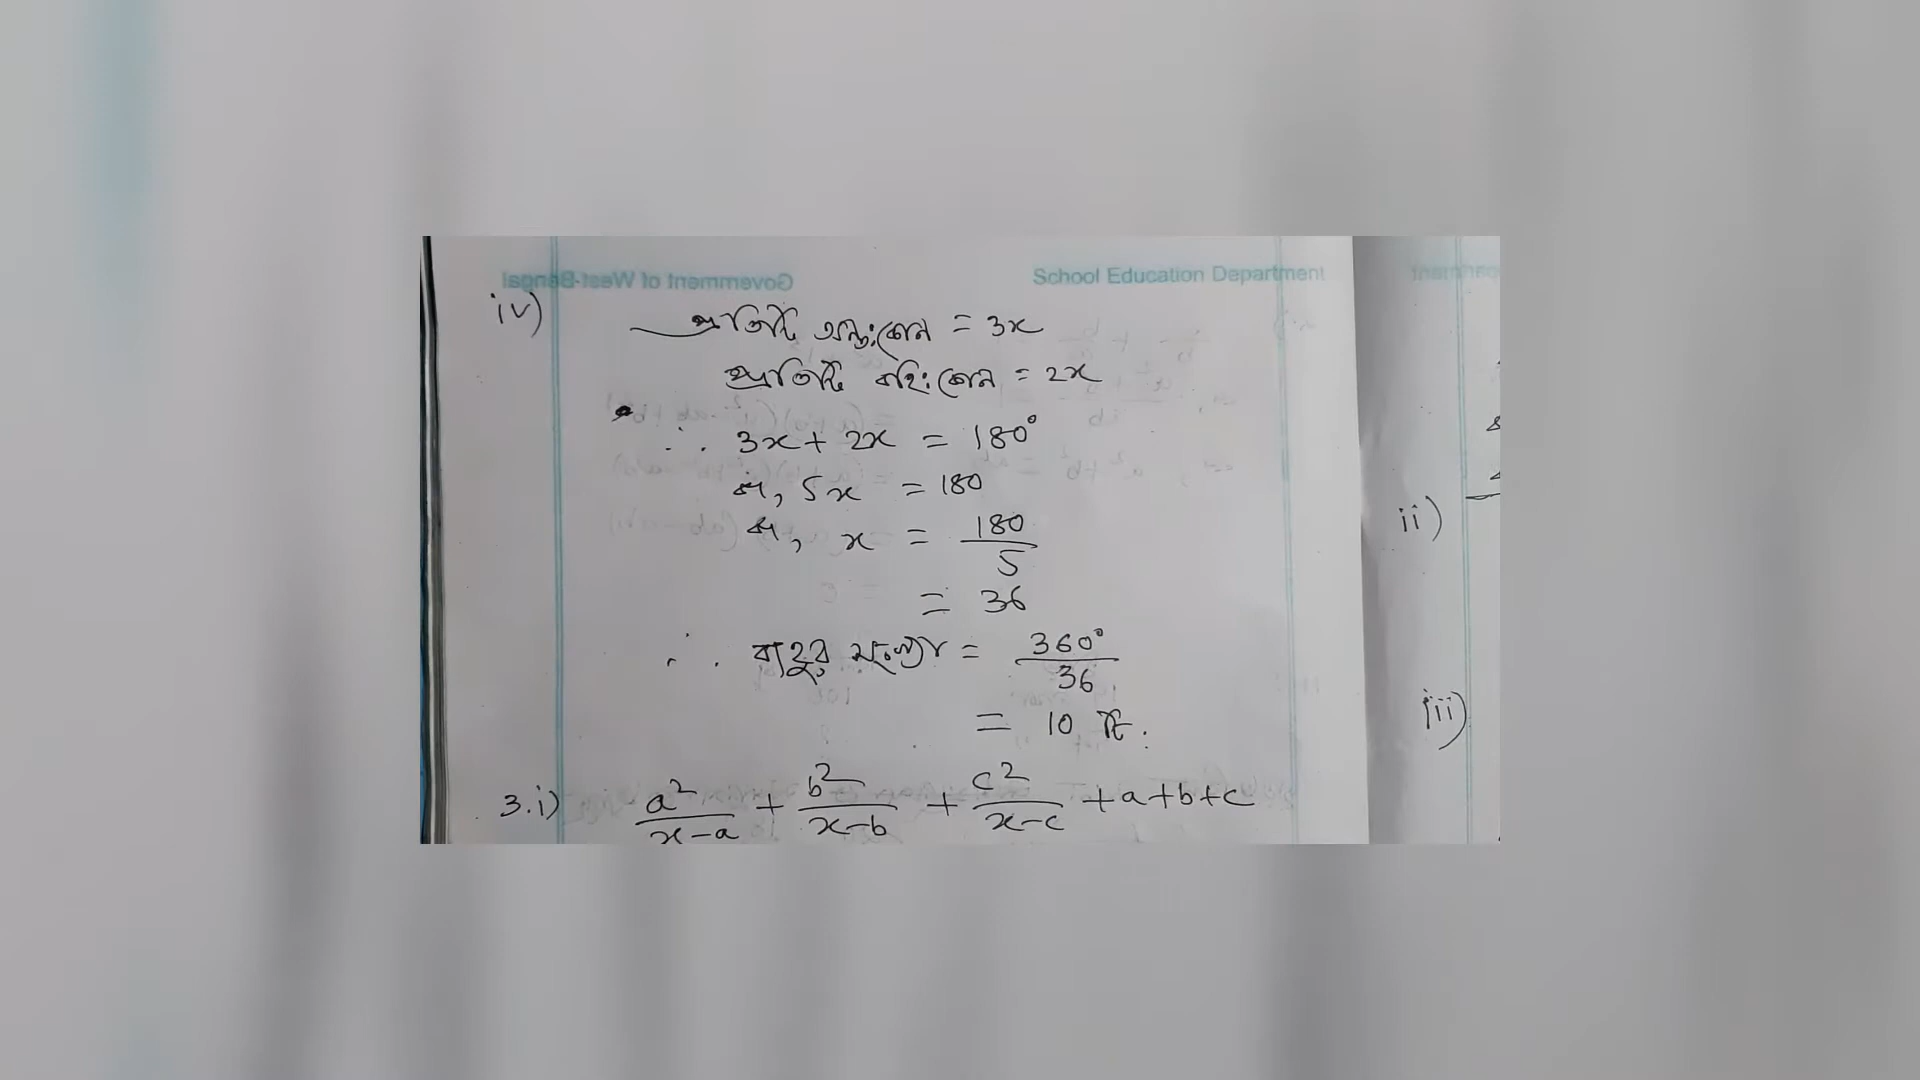 Government of West-Bengal
School Education Department
iv)
প্রতিটি অন্তঃকোন = 3x
প্রতিটি বহিঃকোন = 2x
∴ 3x + 2x = 180°
বা, 5x = 180
বা, x = 180/5
= 36
∴ বাহুর সংখ্যা = 360°/36
= 10 টি.
3.i) a²/(x-a) + b²/(x-b) + c²/(x-c) + a+b+c
ii)
iii)